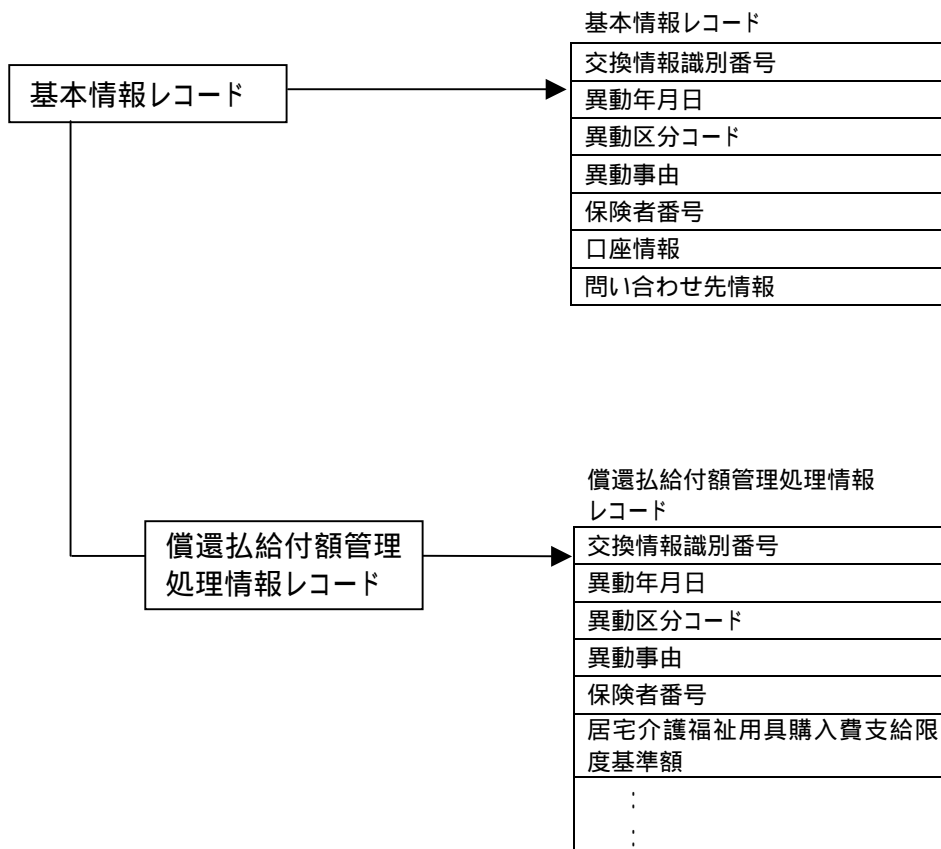 基本情報レコード
基本情報レコード
交換情報識別番号
異動年月日
異動区分コード
異動事由
保険者番号
口座情報
問い合わせ先情報
償還払給付額管理
処理情報レコード
償還払給付額管理処理情報
レコード
交換情報識別番号
異動年月日
異動区分コード
異動事由
保険者番号
居宅介護福祉用具購入費支給限
度基準額
:
: